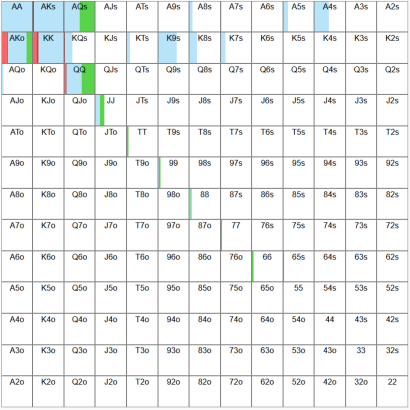 AA AKs AQs AJs ATs A9s A8s A7s A6s A5s A4s A3s A2s
AKo KK KQs KJs KTs K9s K8s K7s K6s K5s K4s K3s K2s
AQo KQo QQ QJs QTs Q9s Q8s Q7s Q6s Q5s Q4s Q3s Q2s
AJo KJo QJo JJ JTs J9s J8s J7s J6s J5s J4s J3s J2s
ATo KTo QTo JTo TT T9s T8s T7s T6s T5s T4s T3s T2s
A9o K9o Q9o J9o T9o 99 98s 97s 96s 95s 94s 93s 92s
A8o K8o Q8o J8o T8o 98o 88 87s 86s 85s 84s 83s 82s
A7o K7o Q7o J7o T7o 97o 87o 77 76s 75s 74s 73s 72s
A6o K6o Q6o J6o T6o 96o 86o 76o 66 65s 64s 63s 62s
A5o K5o Q5o J5o T5o 95o 85o 75o 65o 55 54s 53s 52s
A4o K4o Q4o J4o T4o 94o 84o 74o 64o 54o 44 43s 42s
A3o K3o Q3o J3o T3o 93o 83o 73o 63o 53o 43o 33 32s
A2o K2o Q2o J2o T2o 92o 82o 72o 62o 52o 42o 32o 22